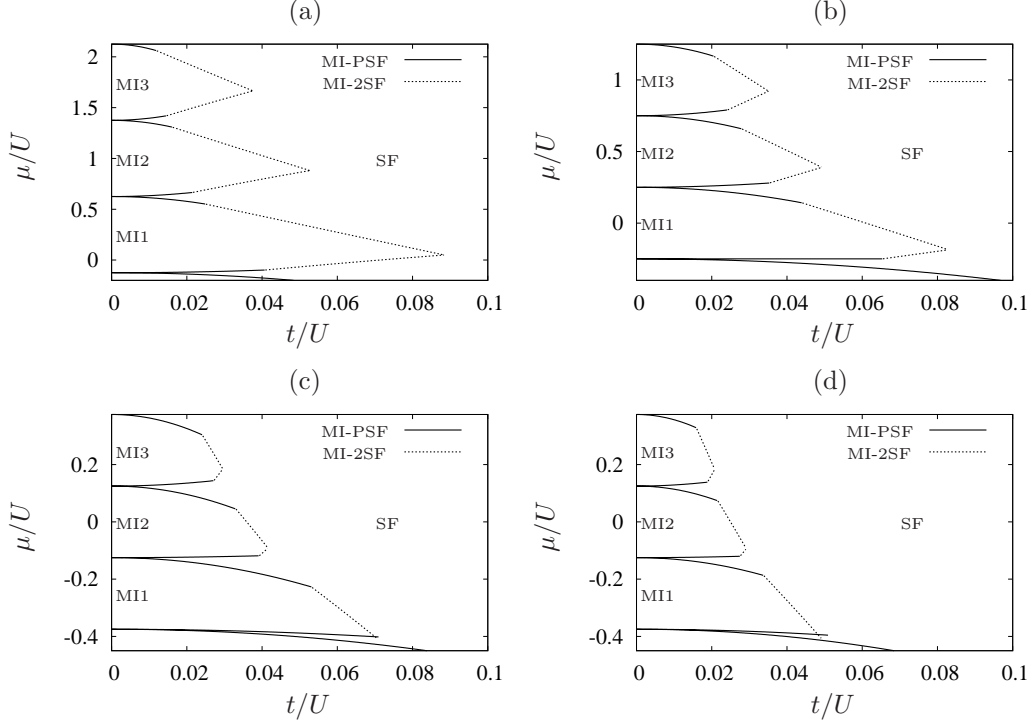 (a)
μ/U
2
1.5
1
0.5
0
MI3
MI2
MI1
SF
MI-PSF
MI-2SF
0 0.02 0.04 0.06 0.08 0.1
t/U
(b)
μ/U
1
0.5
0
MI3
MI2
MI1
SF
MI-PSF
MI-2SF
0 0.02 0.04 0.06 0.08 0.1
t/U
(c)
μ/U
0.2
0
-0.2
-0.4
MI3
MI2
MI1
SF
MI-PSF
MI-2SF
0 0.02 0.04 0.06 0.08 0.1
t/U
(d)
μ/U
0.2
0
-0.2
-0.4
MI3
MI2
MI1
SF
MI-PSF
MI-2SF
0 0.02 0.04 0.06 0.08 0.1
t/U